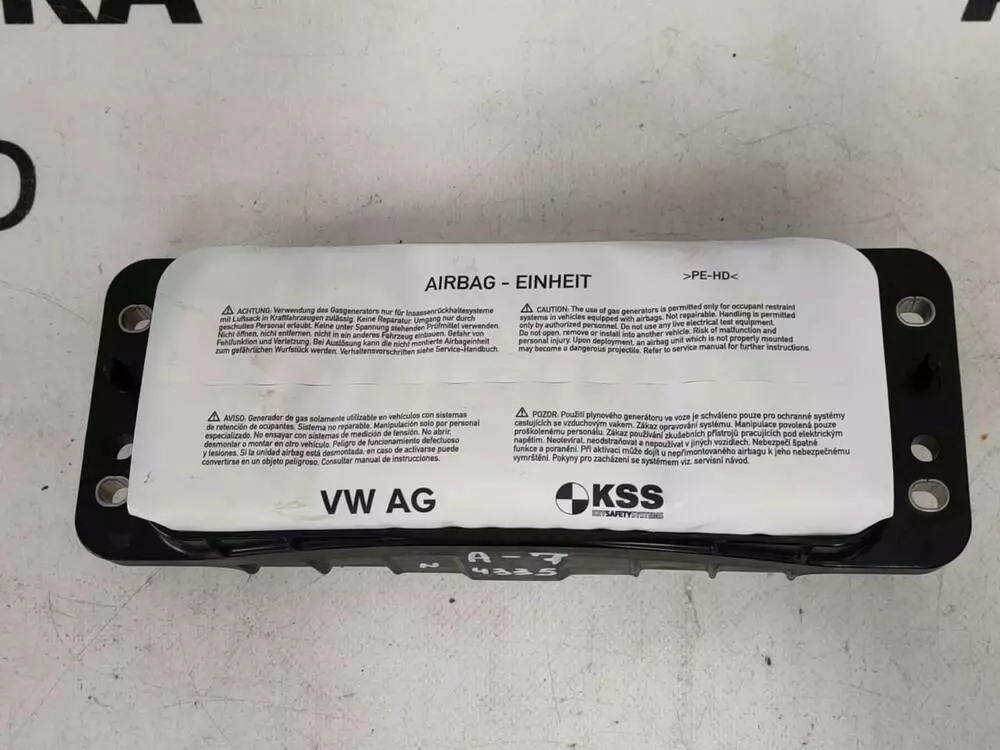 RA
AIRBAG - EINHEIT
>PE-HD<
⚠ ACHTUNG: Verwendung des Gasgenerators nur für Insassenrückhaltesysteme
mit Luftsack in Kraftfahrzeugen zulässig. Keine Reparatur. Umgang nur durch
geschultes Personal erlaubt. Keine unter Spannung stehenden Prüfmittel verwenden.
Nicht öffnen, nicht entfernen, nicht in ein anderes Fahrzeug einbauen. Gefahr von
Fehlfunktion und Verletzung. Bei Auslösung kann die nicht montierte Airbageinheit
zum gefährlichen Wurfstück werden. Verhaltensvorschriften siehe Service-Handbuch.
⚠ CAUTION: The use of gas generators is permitted only for occupant restraint
systems in vehicles equipped with airbags. Not repairable. Handling is permitted
only by authorized personnel. Do not use any live electrical test equipment.
Do not open, remove or install into another vehicle. Risk of malfunction and
personal injury. Upon deployment, an airbag unit which is not properly mounted
may become a dangerous projectile. Refer to service manual for further instructions.
⚠ AVISO: Generador de gas solamente utilizable en vehículos con sistemas
de retención de ocupantes. Sistema no reparable. Manipulación solo por personal
especializado. No ensayar con sistemas de medición de tensión. No abrir,
desmontar o montar en otro vehículo. Peligro de funcionamiento defectuoso
y lesiones. Si la unidad airbag está desmontada, en caso de activarse puede
convertirse en un objeto peligroso. Consultar manual de instrucciones.
⚠ POZOR: Použití plynového generátoru ve voze je schváleno pouze pro ochranné systémy
cestujících se vzduchovým vakem. Zákaz opravování systému. Manipulace povolená pouze
proškolenému personálu. Zákaz používání zkušebních přístrojů pracujících pod elektrickým
napětím. Neotevírat, neodstraňovat a nepoužívat v jiných vozidlech. Nebezpečí špatné
funkce a poranění. Při aktivaci může dojít u nepřimontovaného airbagu k jeho nebezpečnému
vymrštění. Pokyny pro zacházení se systémem viz. servisní návod.
VW AG
KSS
KEY SAFETY SYSTEMS
A-7
N 4335